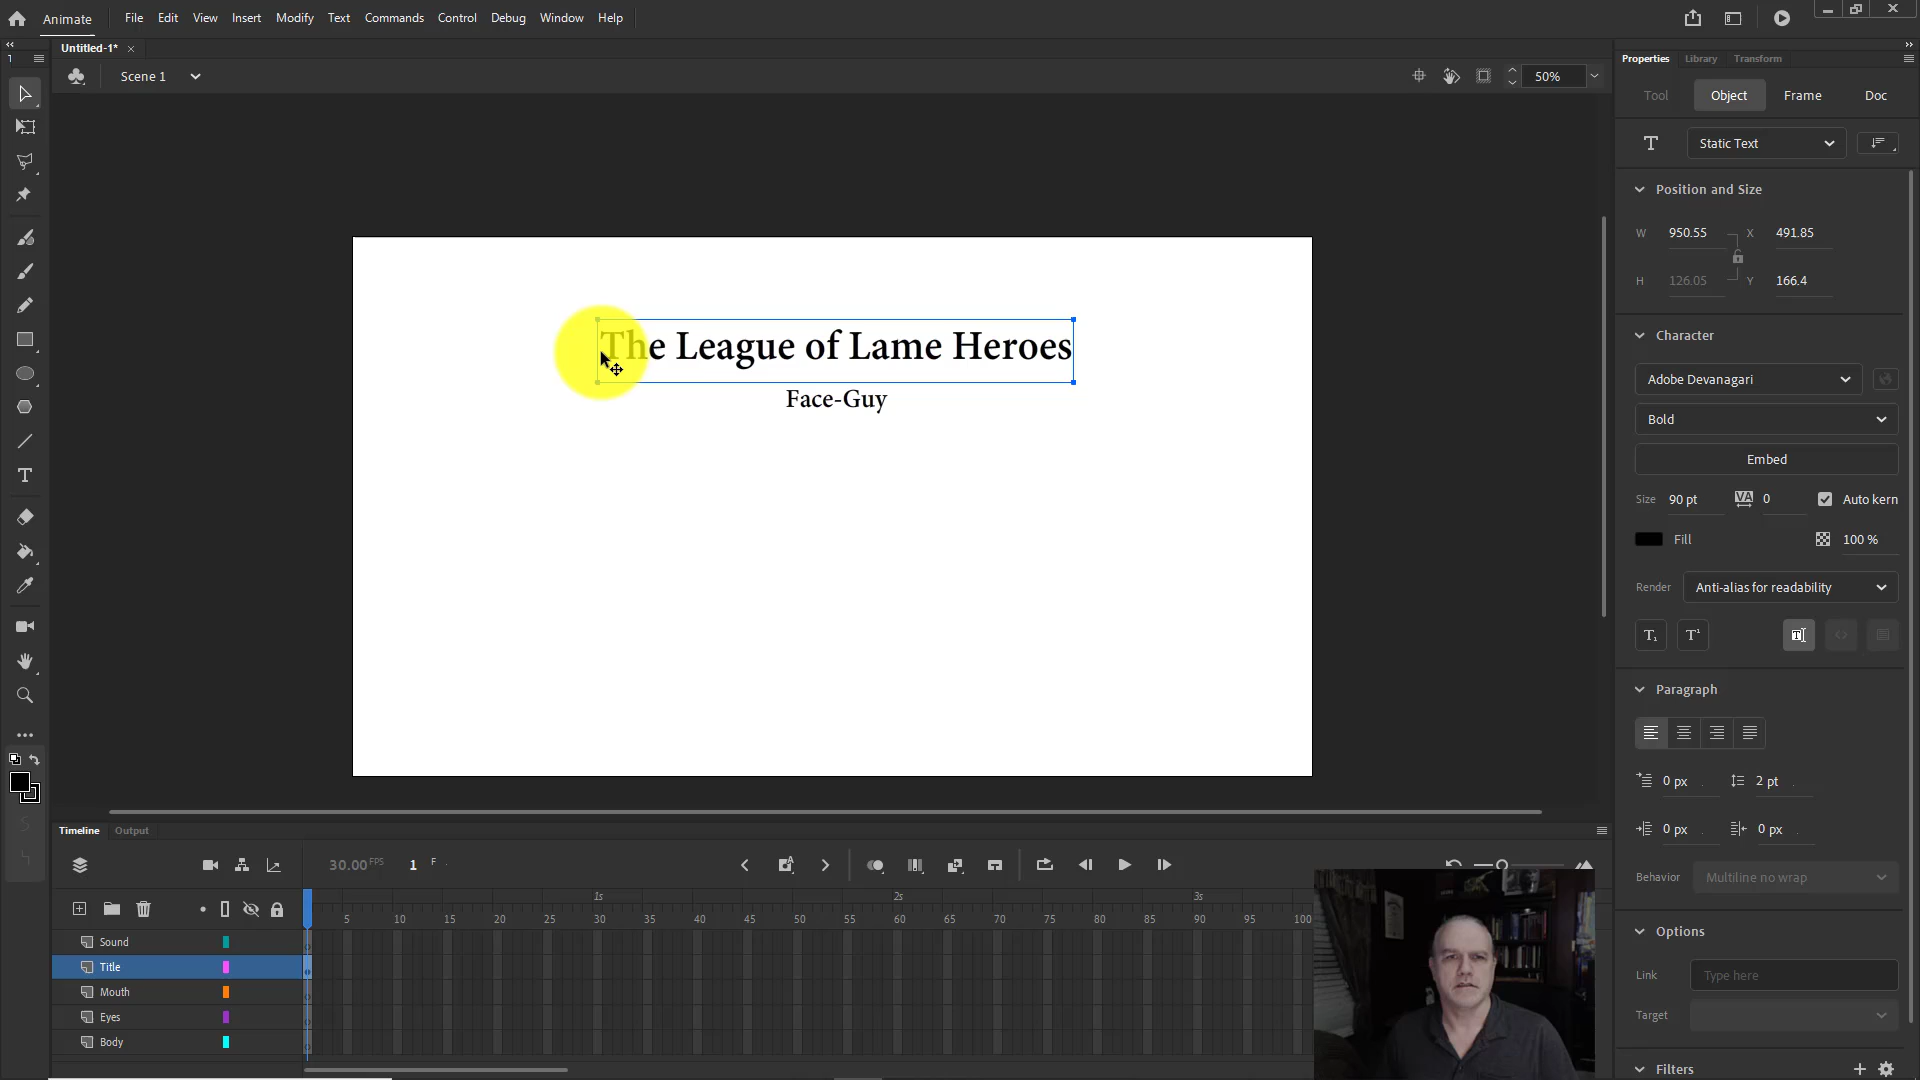 Animate
File Edit View Insert Modify Text Commands Control Debug Window Help
Untitled-1*
Scene 1
50%
The League of Lame Heroes
Face-Guy
Properties Library Transform
Tool Object Frame Doc
Static Text
Position and Size
W 950.55 X 491.85
H 126.05 Y 166.4
Character
Adobe Devanagari
Bold
Embed
Size 90 pt VA 0 Auto kern
Fill 100 %
Render Anti-alias for readability
Paragraph
0 px 2 pt
0 px 0 px
Behavior Multiline no wrap
Options
Link Type here
Target
Filters
Timeline Output
30.00 FPS 1 F
1s 2s 3s
5 10 15 20 25 30 35 40 45 50 55 60 65 70 75 80 85 90 95 100
Sound
Title
Mouth
Eyes
Body